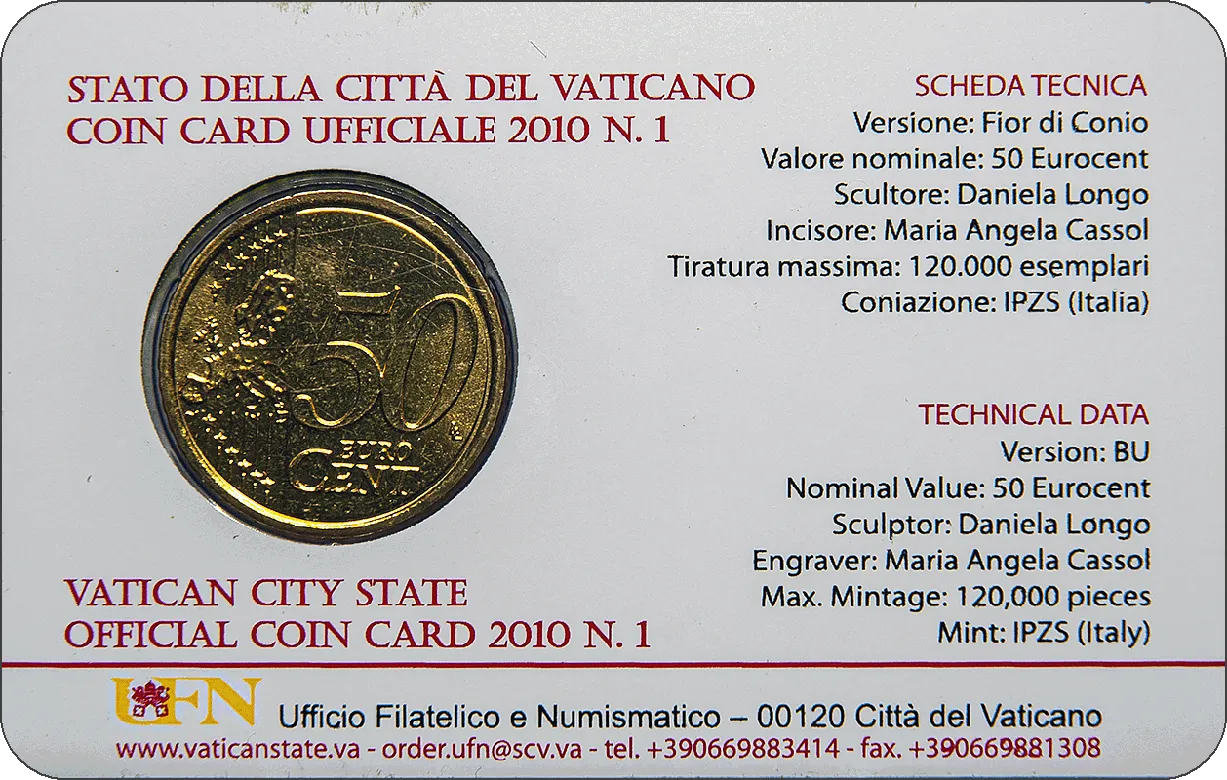 STATO DELLA CITTÀ DEL VATICANO
COIN CARD UFFICIALE 2010 N. 1
SCHEDA TECNICA
Versione: Fior di Conio
Valore nominale: 50 Eurocent
Scultore: Daniela Longo
Incisore: Maria Angela Cassol
Tiratura massima: 120.000 esemplari
Coniazione: IPZS (Italia)
50
EURO
CENT
TECHNICAL DATA
Version: BU
Nominal Value: 50 Eurocent
Sculptor: Daniela Longo
Engraver: Maria Angela Cassol
Max. Mintage: 120,000 pieces
Mint: IPZS (Italy)
VATICAN CITY STATE
OFFICIAL COIN CARD 2010 N. 1
UFN
Ufficio Filatelico e Numismatico – 00120 Città del Vaticano
www.vaticanstate.va - order.ufn@scv.va - tel. +390669883414 - fax. +390669881308